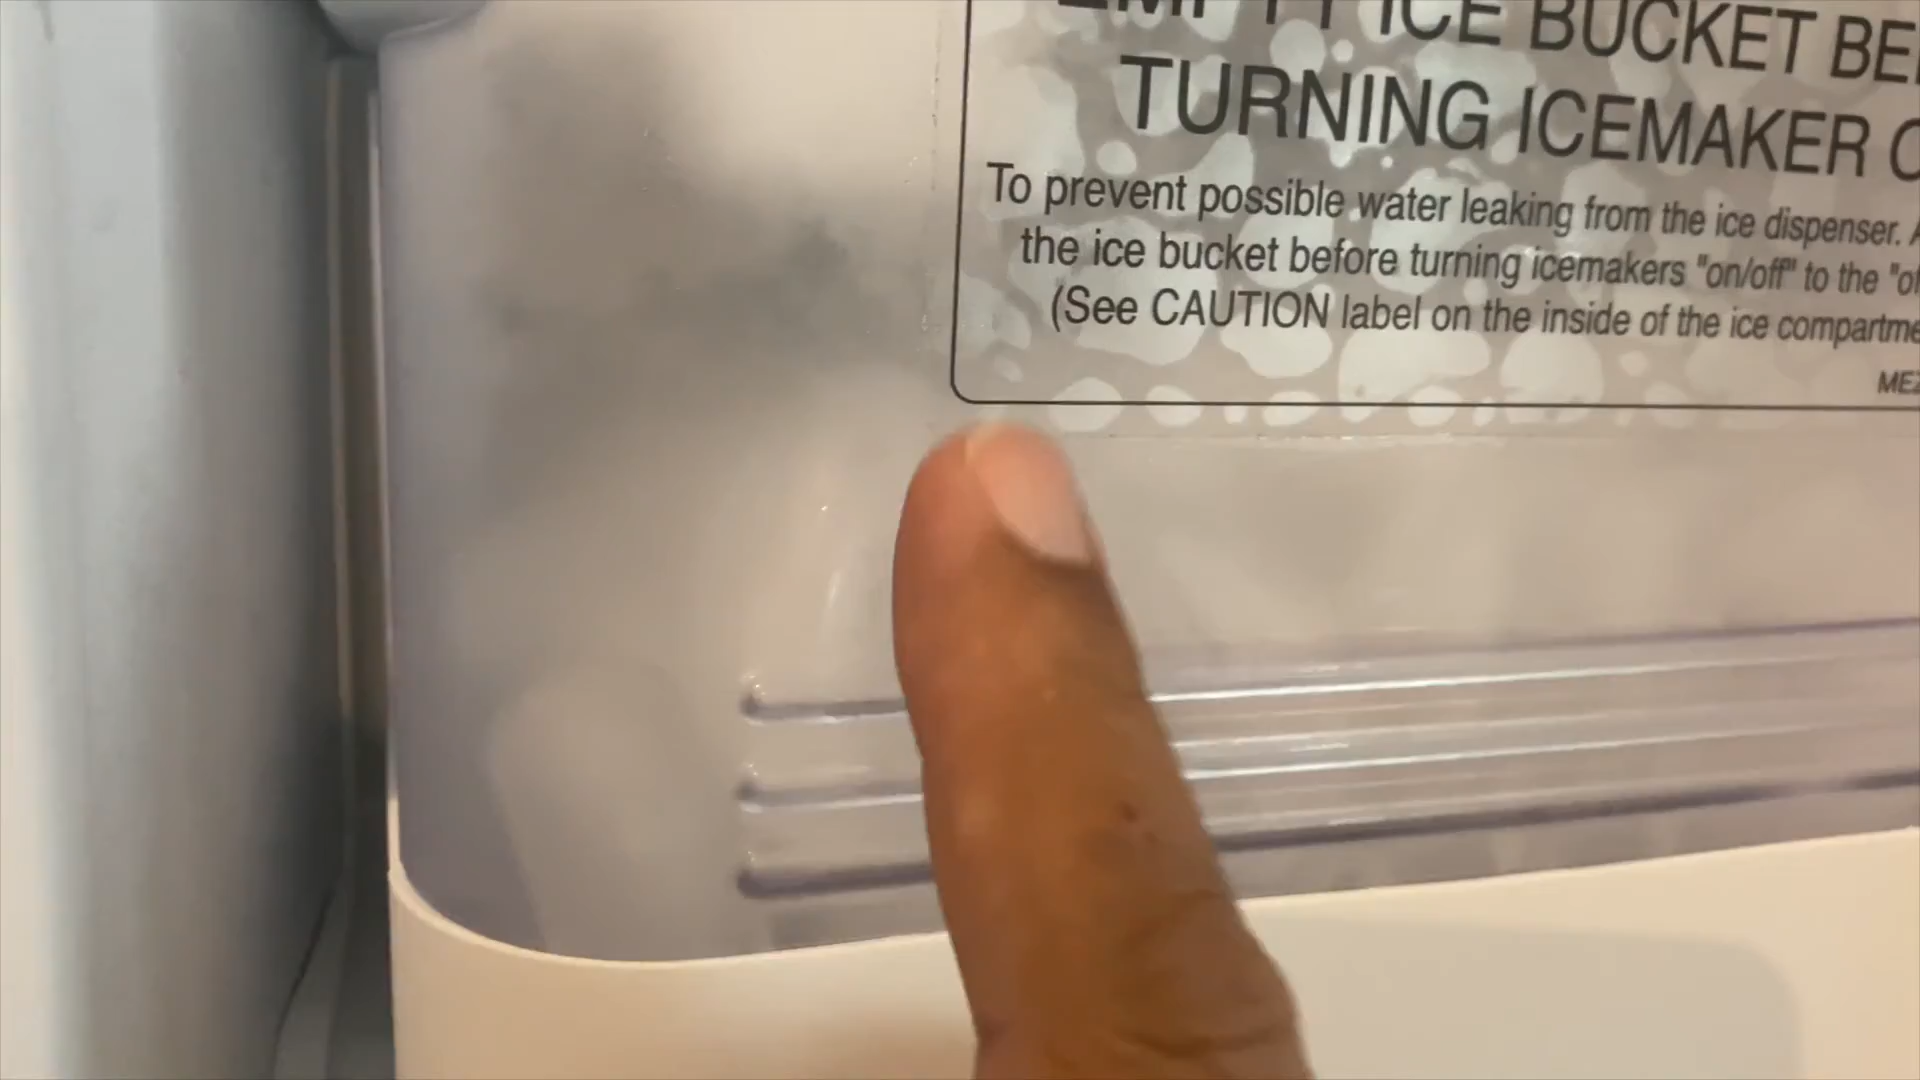 EMPTY ICE BUCKET
TURNING ICEMAKER
To prevent possible water leaking from the ice dispenser.
the ice bucket before turning icemakers "on/off" to the
(See CAUTION label on the inside of the ice